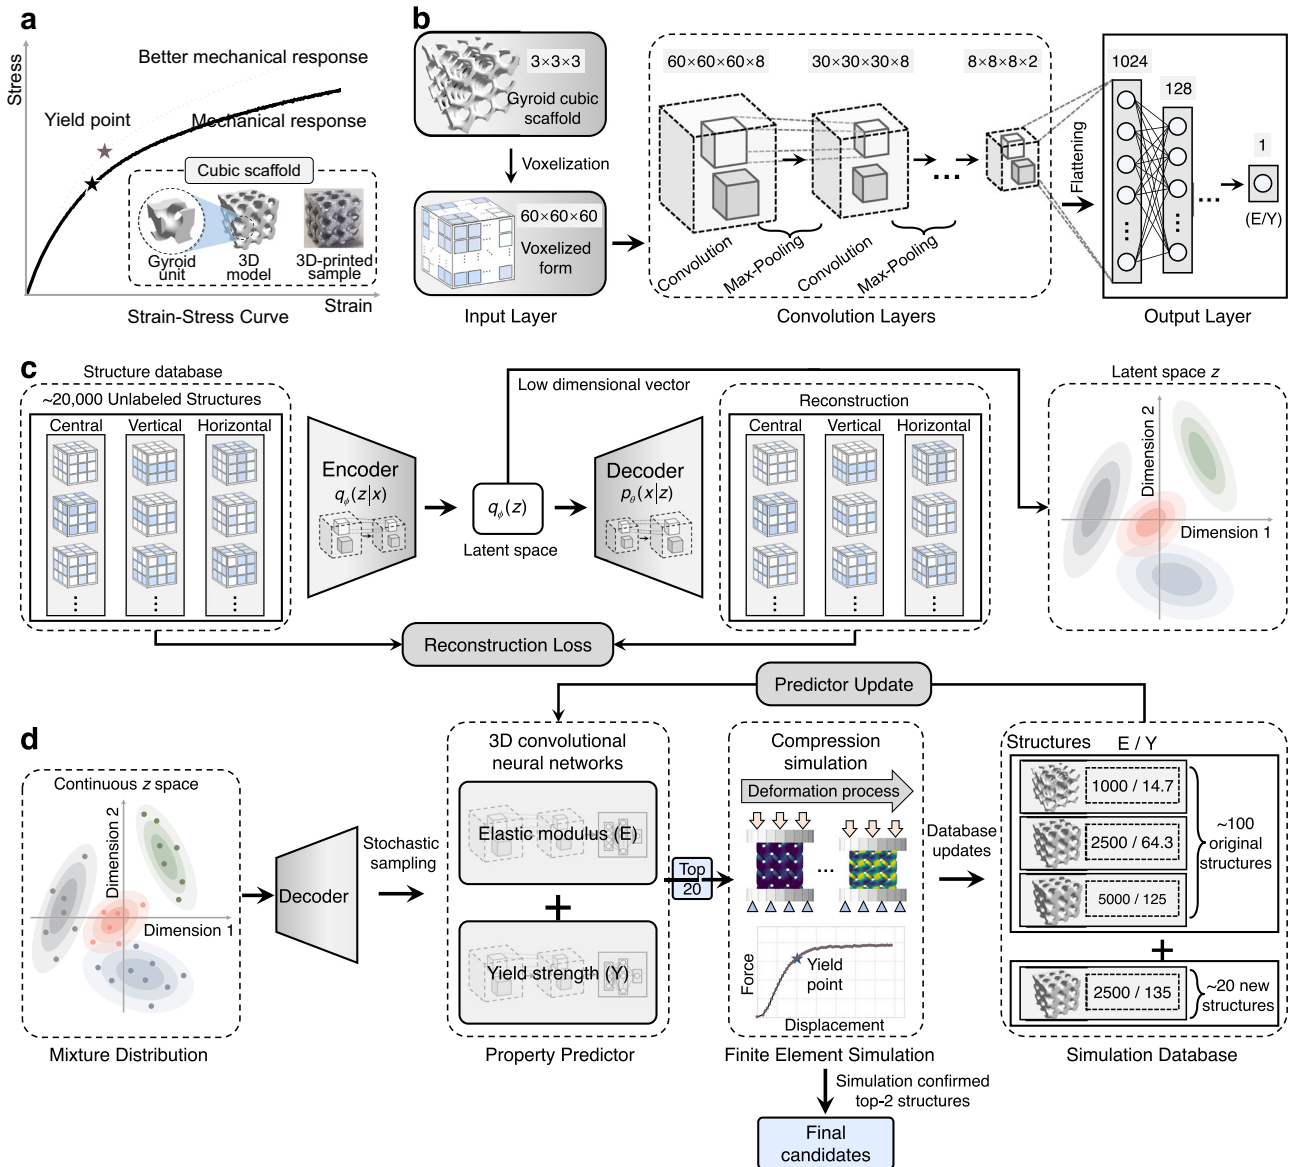 a
Stress
Better mechanical response
Yield point
Mechanical response
Cubic scaffold
Gyroid
unit
3D
model
3D-printed
sample
Strain
Strain-Stress Curve
b
3×3×3
Gyroid cubic
scaffold
Voxelization
60×60×60
Voxelized
form
Input Layer
60×60×60×8
30×30×30×8
8×8×8×2
...
Convolution
Max-Pooling
Convolution
Max-Pooling
Convolution Layers
Flattening
1024
128
1
...
(E/Y)
Output Layer
c
Structure database
~20,000 Unlabeled Structures
Central
Vertical
Horizontal
Encoder
qϕ(z|x)
Low dimensional vector
qϕ(z)
Latent space
Decoder
pθ(x|z)
Reconstruction
Central
Vertical
Horizontal
Reconstruction Loss
Latent space z
Dimension 2
Dimension 1
d
Predictor Update
Continuous z space
Dimension 2
Dimension 1
Mixture Distribution
Decoder
Stochastic
sampling
3D convolutional
neural networks
Elastic modulus (E)
+
Yield strength (Y)
Property Predictor
Top
20
Compression
simulation
Deformation process
...
Force
Yield
point
Displacement
Finite Element Simulation
Database
updates
Structures E / Y
1000 / 14.7
2500 / 64.3
5000 / 125
~100
original
structures
+
2500 / 135
~20 new
structures
Simulation Database
Simulation confirmed
top-2 structures
Final
candidates